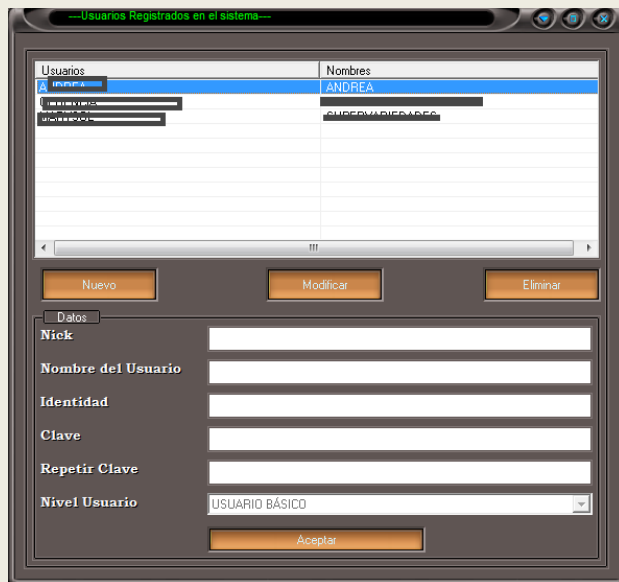 ---Usuarios Registrados en el sistema---
Usuarios Nombres
ANDREA ANDREA
Nuevo Modificar Eliminar
Datos
Nick
Nombre del Usuario
Identidad
Clave
Repetir Clave
Nivel Usuario USUARIO BÁSICO
Aceptar